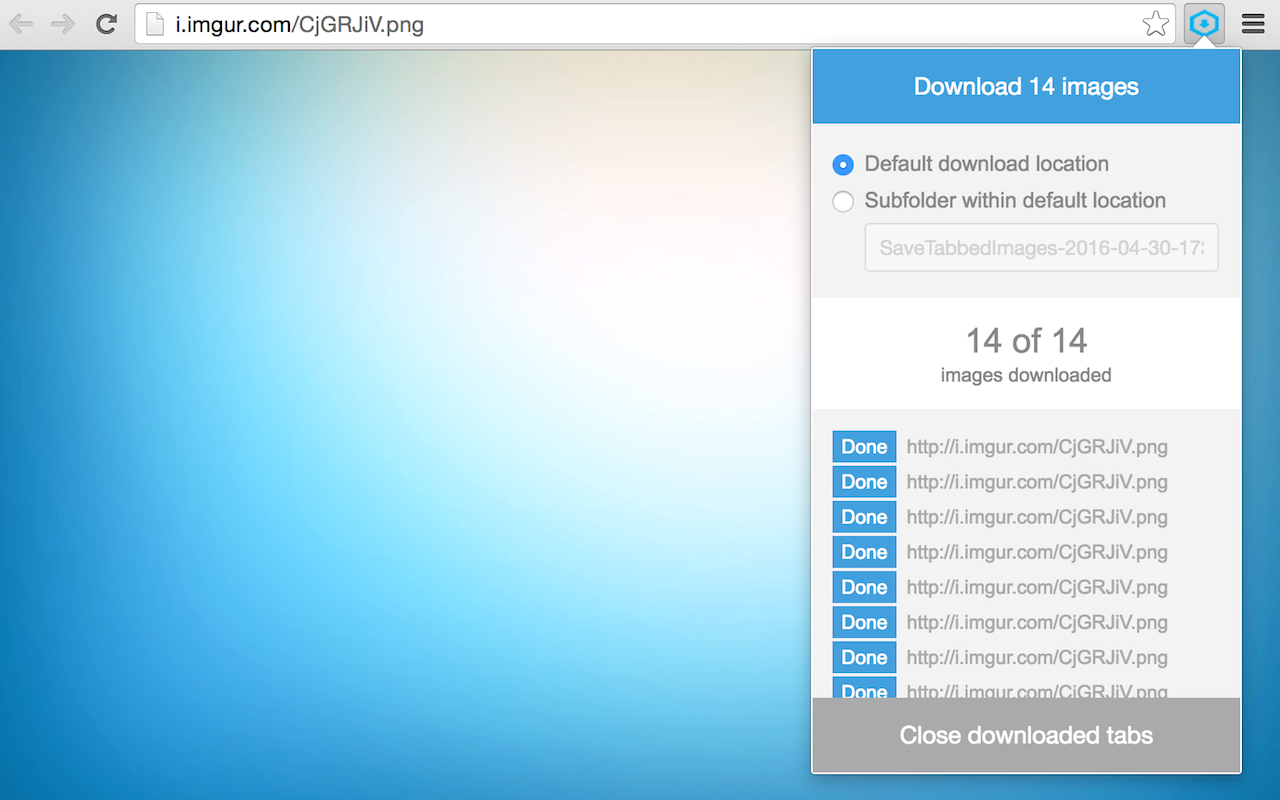 i.imgur.com/CjGRJiV.png
Download 14 images
Default download location
Subfolder within default location
SaveTabbedImages-2016-04-30-17
14 of 14
images downloaded
Done http://i.imgur.com/CjGRJiV.png
Done http://i.imgur.com/CjGRJiV.png
Done http://i.imgur.com/CjGRJiV.png
Done http://i.imgur.com/CjGRJiV.png
Done http://i.imgur.com/CjGRJiV.png
Done http://i.imgur.com/CjGRJiV.png
Done http://i.imgur.com/CjGRJiV.png
Done http://i.imgur.com/CjGRJiV.png
Close downloaded tabs